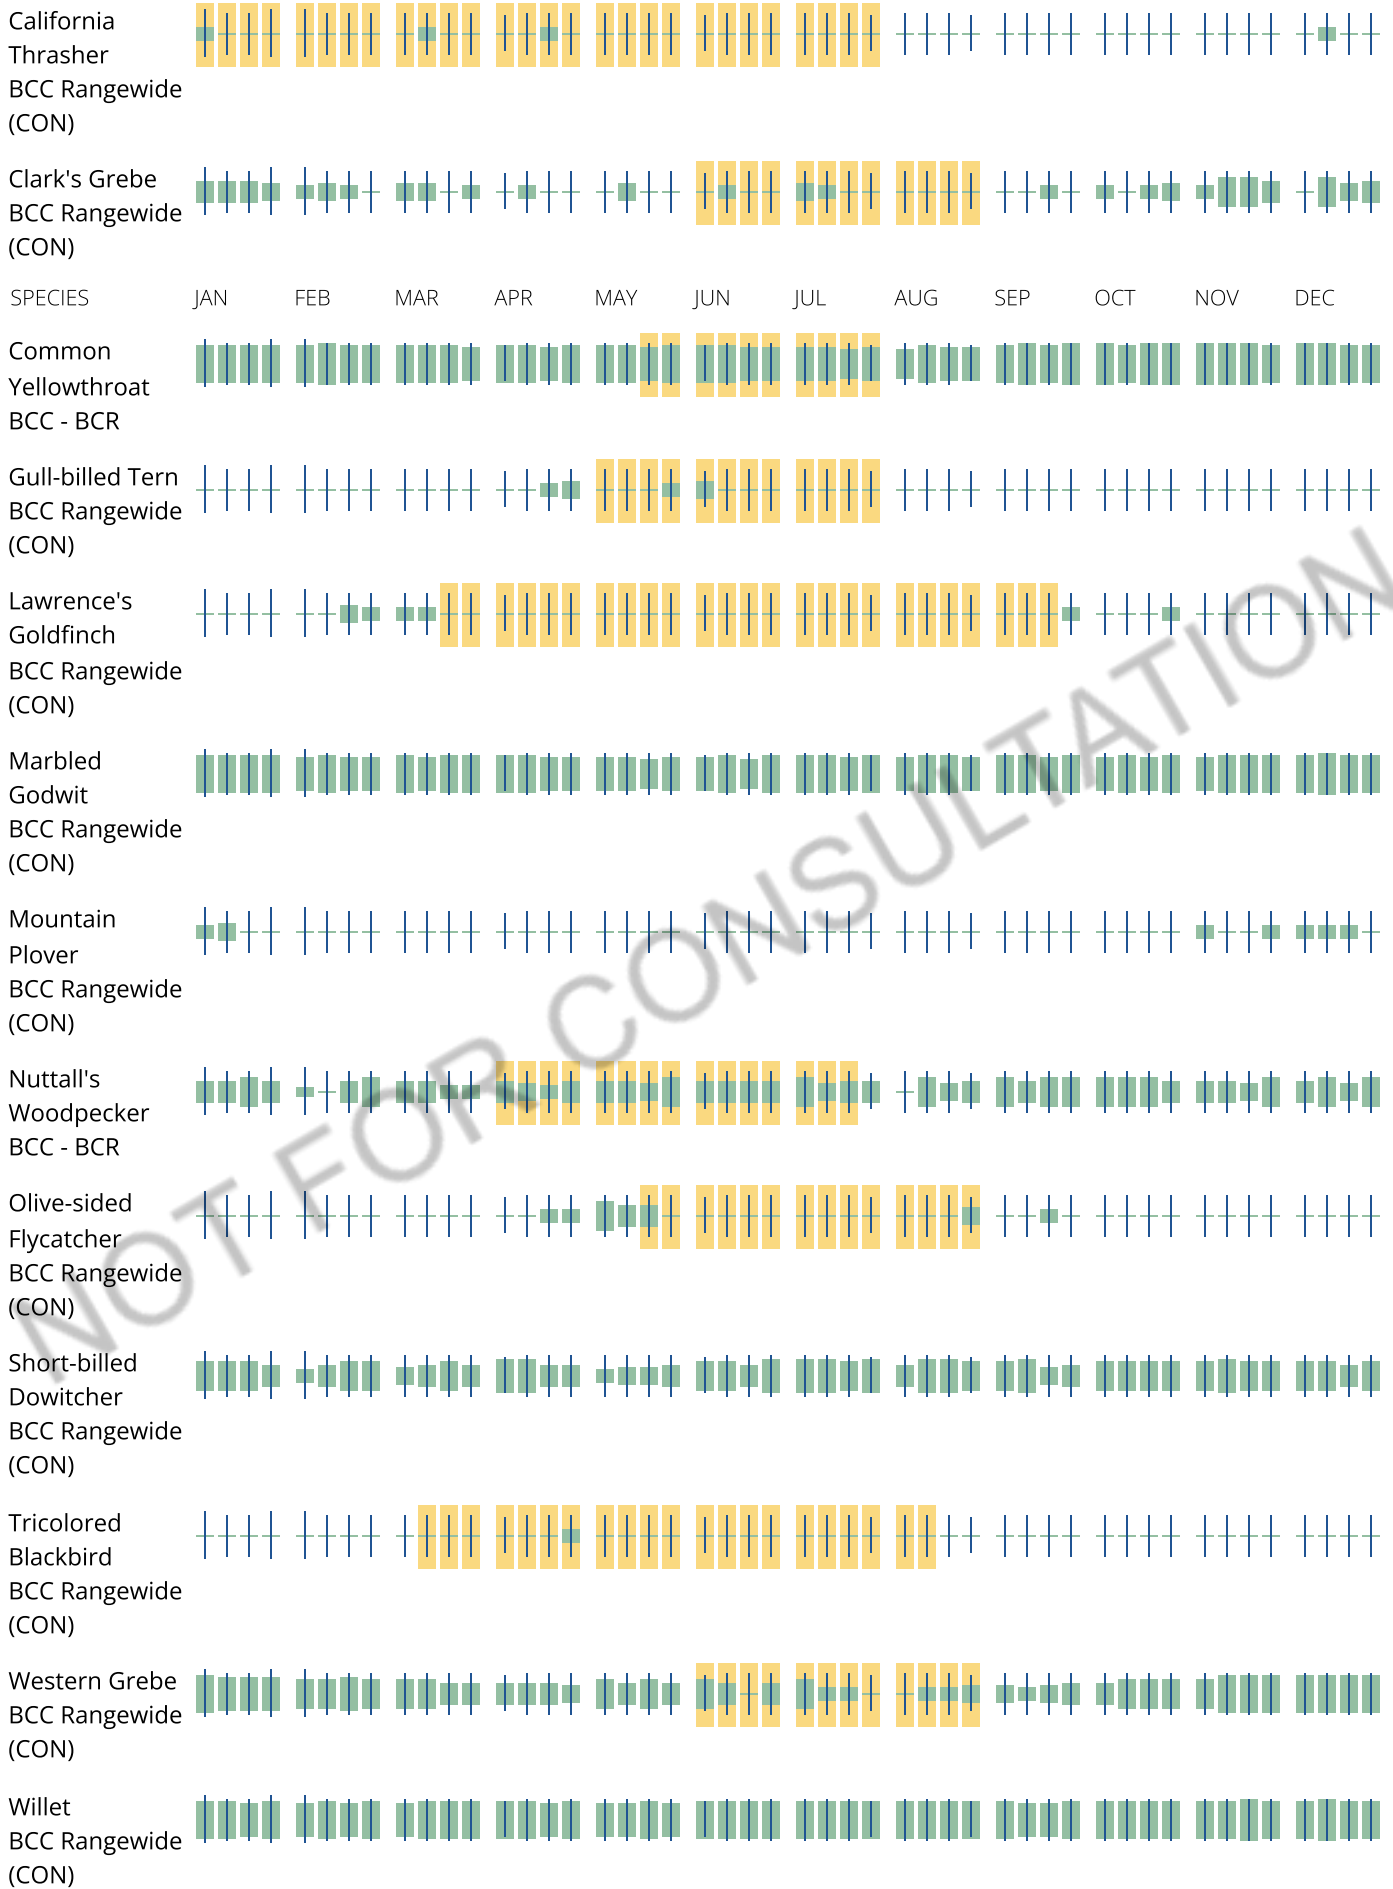 California
Thrasher
BCC Rangewide
(CON)
Clark's Grebe
BCC Rangewide
(CON)
SPECIES JAN FEB MAR APR MAY JUN JUL AUG SEP OCT NOV DEC
Common
Yellowthroat
BCC - BCR
Gull-billed Tern
BCC Rangewide
(CON)
Lawrence's
Goldfinch
BCC Rangewide
(CON)
Marbled
Godwit
BCC Rangewide
(CON)
Mountain
Plover
BCC Rangewide
(CON)
Nuttall's
Woodpecker
BCC - BCR
Olive-sided
Flycatcher
BCC Rangewide
(CON)
Short-billed
Dowitcher
BCC Rangewide
(CON)
Tricolored
Blackbird
BCC Rangewide
(CON)
Western Grebe
BCC Rangewide
(CON)
Willet
BCC Rangewide
(CON)
NOT FOR CONSULTATION